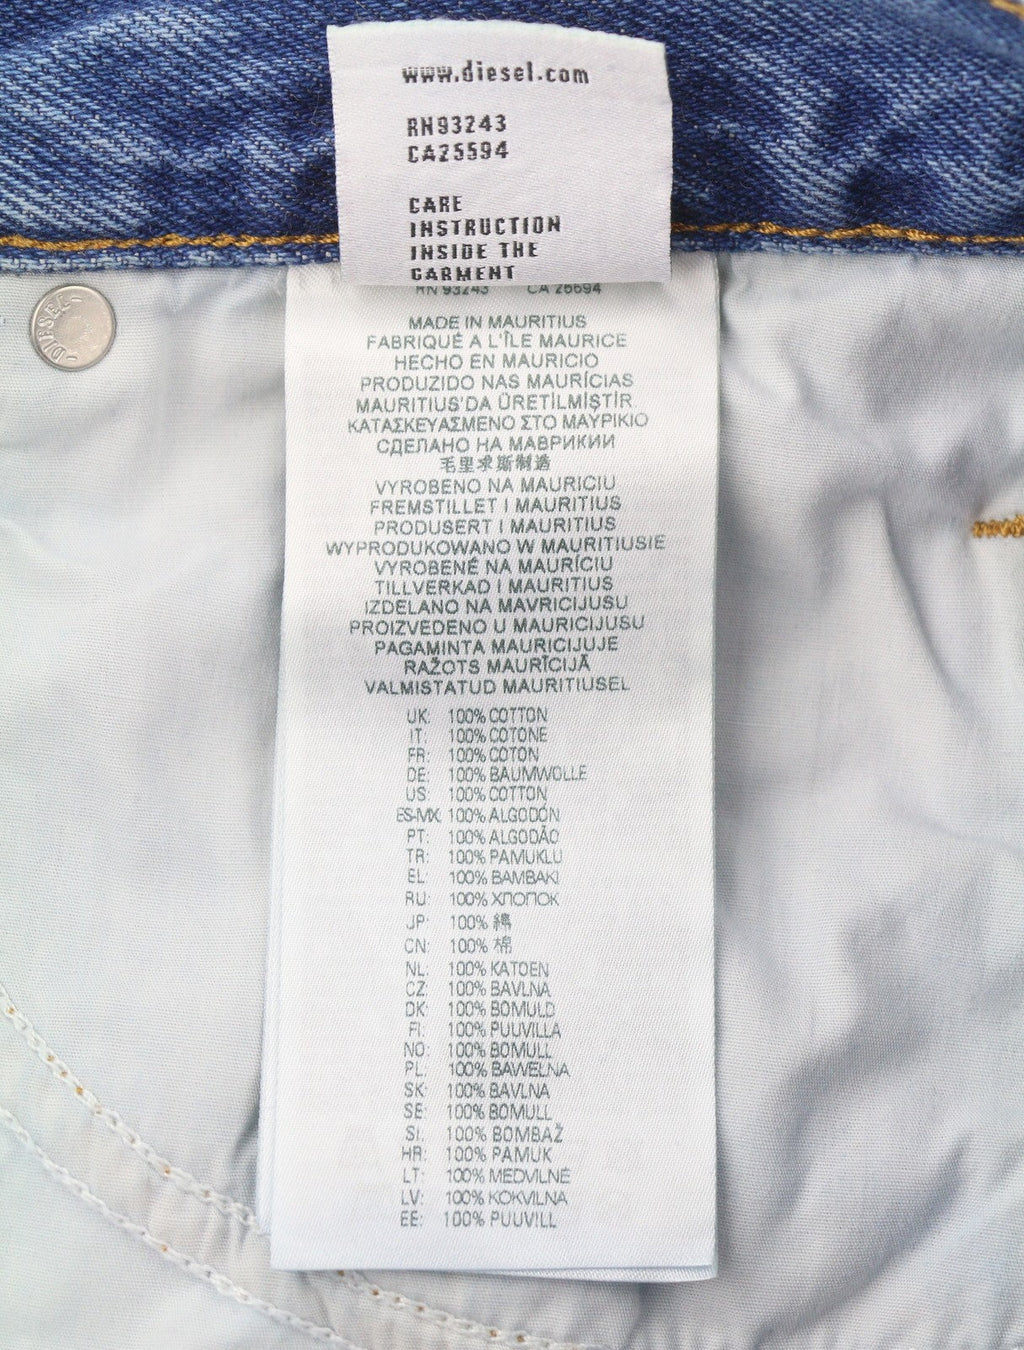 www.diesel.com
RN93243
CA25594
CARE
INSTRUCTION
INSIDE THE
GARMENT
RN 93243 CA 25594
MADE IN MAURITIUS
FABRIQUÉ A L'ÎLE MAURICE
HECHO EN MAURICIO
PRODUZIDO NAS MAURÍCIAS
MAURITIUS'DA ÜRETİLMİŞTİR
ΚΑΤΑΣΚΕΥΑΣΜΕΝΟ ΣΤΟ ΜΑΥΡΙΚΙΟ
СДЕЛАНО НА МАВРИКИИ
毛里求斯制造
VYROBENO NA MAURICIU
FREMSTILLET I MAURITIUS
PRODUSERT I MAURITIUS
WYPRODUKOWANO W MAURITIUSIE
VYROBENÉ NA MAURÍCIU
TILLVERKAD I MAURITIUS
IZDELANO NA MAVRICIJUSU
PROIZVEDENO U MAURICIJUSU
PAGAMINTA MAURICIJUJE
RAŽOTS MAURĪCIJĀ
VALMISTATUD MAURITIUSEL
UK: 100% COTTON
IT: 100% COTONE
FR: 100% COTON
DE: 100% BAUMWOLLE
US: 100% COTTON
ES-MX: 100% ALGODÓN
PT: 100% ALGODÃO
TR: 100% PAMUKLU
EL: 100% ΒΑΜΒΑΚΙ
RU: 100% ХЛОПОК
JP: 100% 綿
CN: 100% 棉
NL: 100% KATOEN
CZ: 100% BAVLNA
DK: 100% BOMULD
FI: 100% PUUVILLA
NO: 100% BOMULL
PL: 100% BAWEŁNA
SK: 100% BAVLNA
SE: 100% BOMULL
SI: 100% BOMBAŽ
HR: 100% PAMUK
LT: 100% MEDVILNĖ
LV: 100% KOKVILNA
EE: 100% PUUVILL
DIESEL